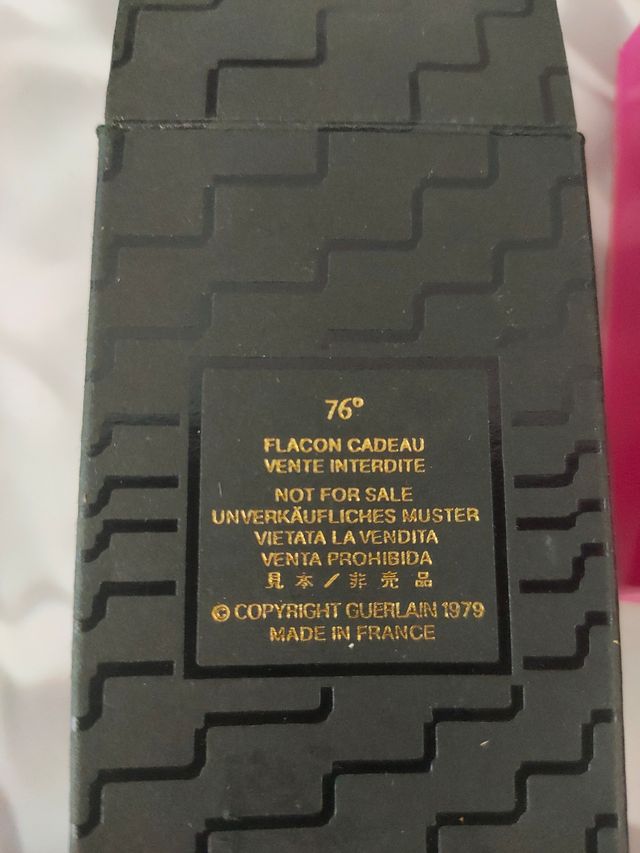 76°
FLACON CADEAU
VENTE INTERDITE
NOT FOR SALE
UNVERKÄUFLICHES MUSTER
VIETATA LA VENDITA
VENTA PROHIBIDA
見本/非売品
© COPYRIGHT GUERLAIN 1979
MADE IN FRANCE